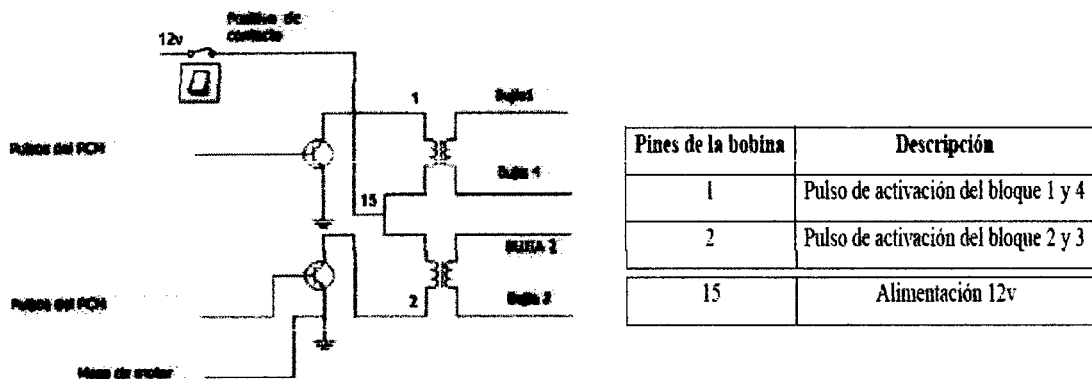 Positivo de
contacto
12v
1
Bujia1
Pulsos del PCM
Bujia 4
15
BUJIA 2
Pulsos del PCM
2
Masa de motor
Pines de la bobina Descripción
1 Pulso de activación del bloque 1 y 4
2 Pulso de activación del bloque 2 y 3
15 Alimentación 12v